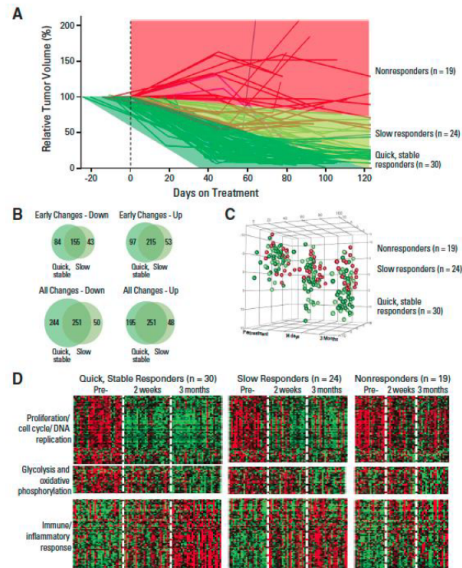 A
Relative Tumor Volume (%)
200
150
100
50
0
-20 0 20 40 60 80 100 120
Days on Treatment
Nonresponders (n = 19)
Slow responders (n = 24)
Quick, stable
responders (n = 30)
B
Early Changes - Down
84 155 43
Quick, Slow
stable
Early Changes - Up
97 215 53
Quick, Slow
stable
All Changes - Down
244 251 50
Quick, Slow
stable
All Changes - Up
195 251 48
Quick, Slow
stable
C
Nonresponders (n = 19)
Slow responders (n = 24)
Quick, stable
responders (n = 30)
3 Months
D
Quick, Stable Responders (n = 30)
Pre- 2 weeks 3 months
Slow Responders (n = 24)
Pre- 2 weeks 3 months
Nonresponders (n = 19)
Pre- 2 weeks 3 months
Proliferation/
cell cycle/ DNA
replication
Glycolysis and
oxidative
phosphorylation
Immune/
inflammatory
response